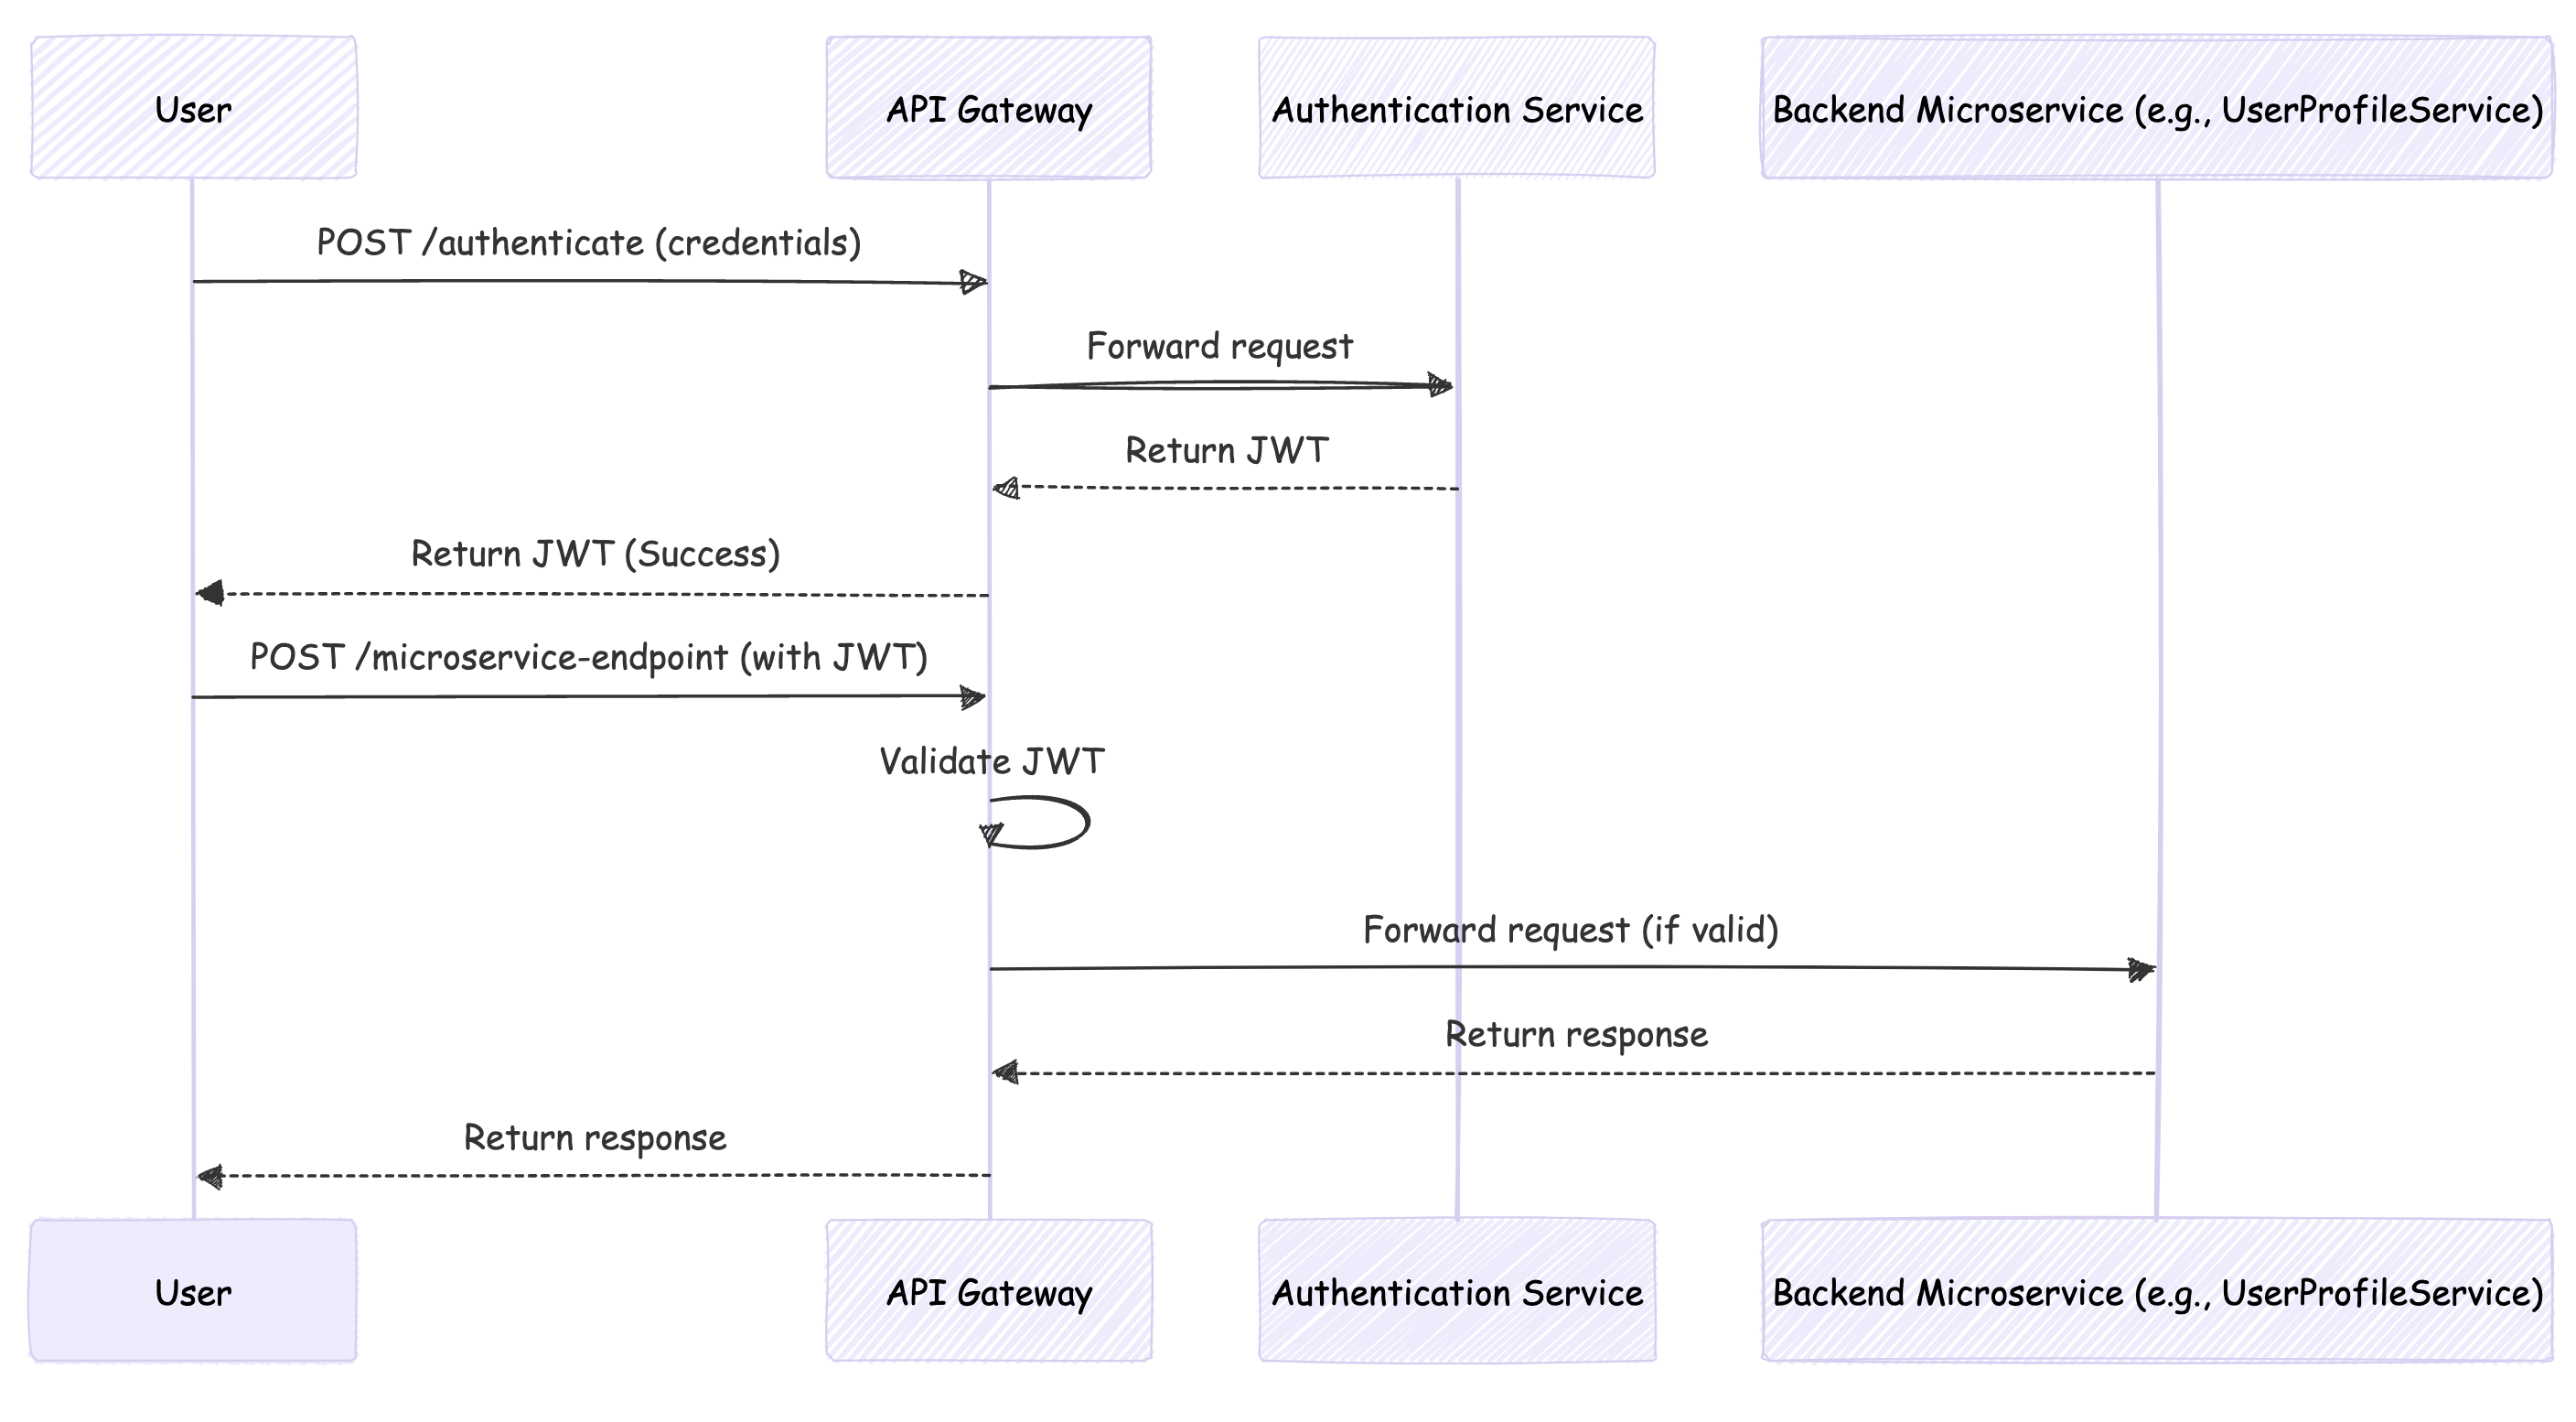 User
API Gateway
Authentication Service
Backend Microservice (e.g., UserProfileService)
POST /authenticate (credentials)
Forward request
Return JWT
Return JWT (Success)
POST /microservice-endpoint (with JWT)
Validate JWT
Forward request (if valid)
Return response
Return response
User
API Gateway
Authentication Service
Backend Microservice (e.g., UserProfileService)